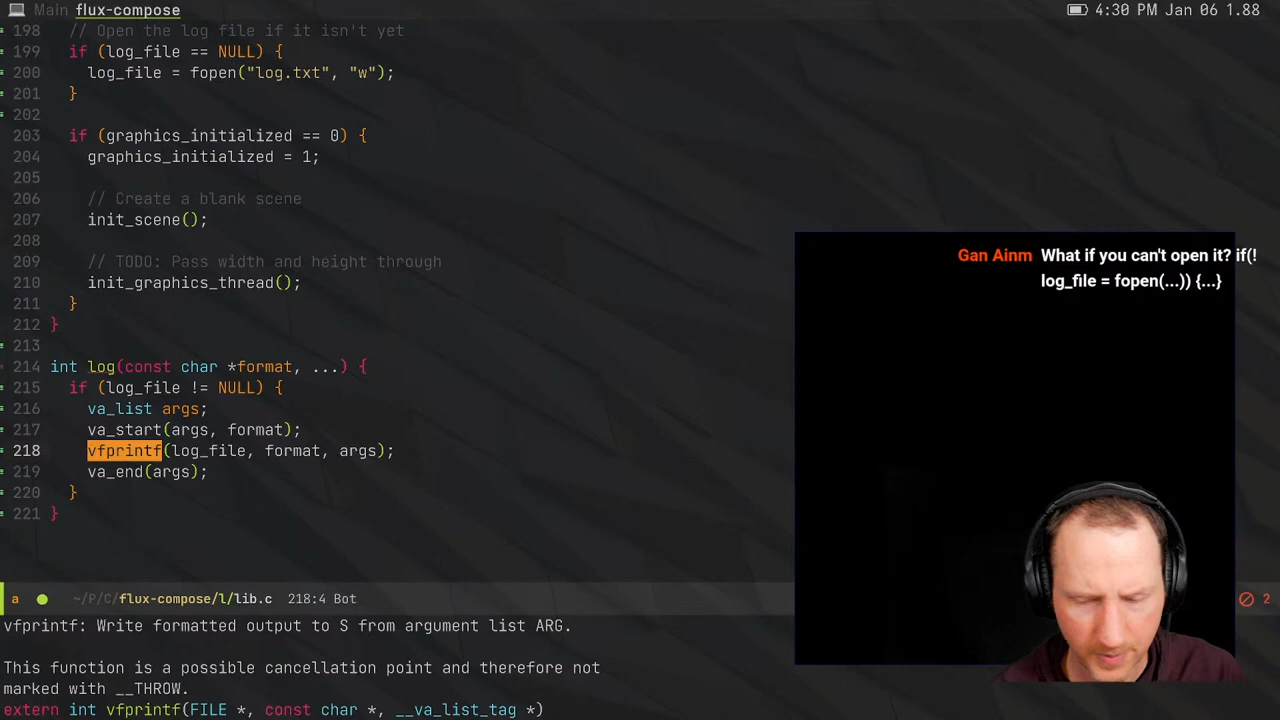 Main flux-compose
4:30 PM Jan 06 1.88
198 // Open the log file if it isn't yet
199 if (log_file == NULL) {
200 log_file = fopen("log.txt", "w");
201 }
202
203 if (graphics_initialized == 0) {
204 graphics_initialized = 1;
205
206 // Create a blank scene
207 init_scene();
208
209 // TODO: Pass width and height through
210 init_graphics_thread();
211 }
212 }
213
214 int log(const char *format, ...) {
215 if (log_file != NULL) {
216 va_list args;
217 va_start(args, format);
218 vfprintf(log_file, format, args);
219 va_end(args);
220 }
221 }
Gan Ainm What if you can't open it? if(!
log_file = fopen(...)) {...}
a ~/P/C/flux-compose/l/lib.c 218:4 Bot
2
vfprintf: Write formatted output to S from argument list ARG.
This function is a possible cancellation point and therefore not
marked with __THROW.
extern int vfprintf(FILE *, const char *, __va_list_tag *)